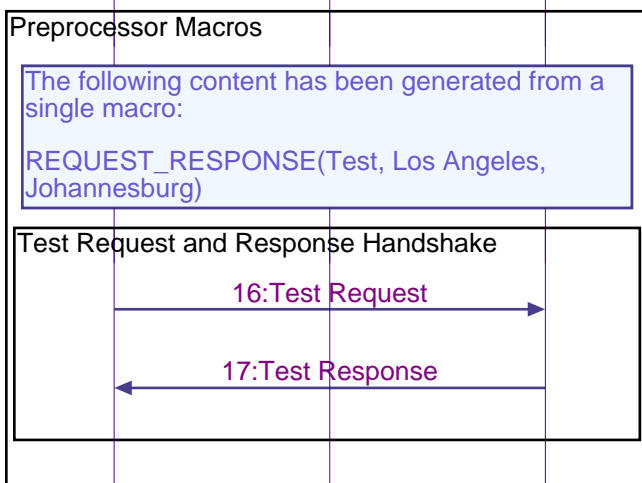 Preprocessor Macros
The following content has been generated from a
single macro:
REQUEST_RESPONSE(Test, Los Angeles,
Johannesburg)
Test Request and Response Handshake
16:Test Request
17:Test Response